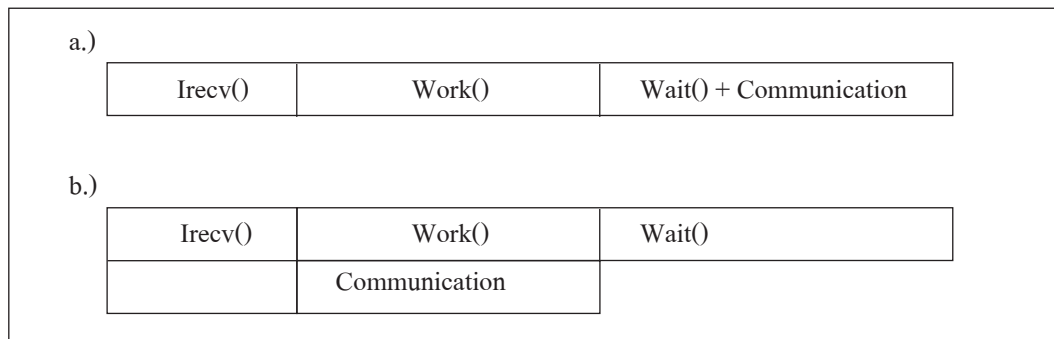 a.)
Irecv() Work() Wait() + Communication
b.)
Irecv() Work() Wait()
Communication